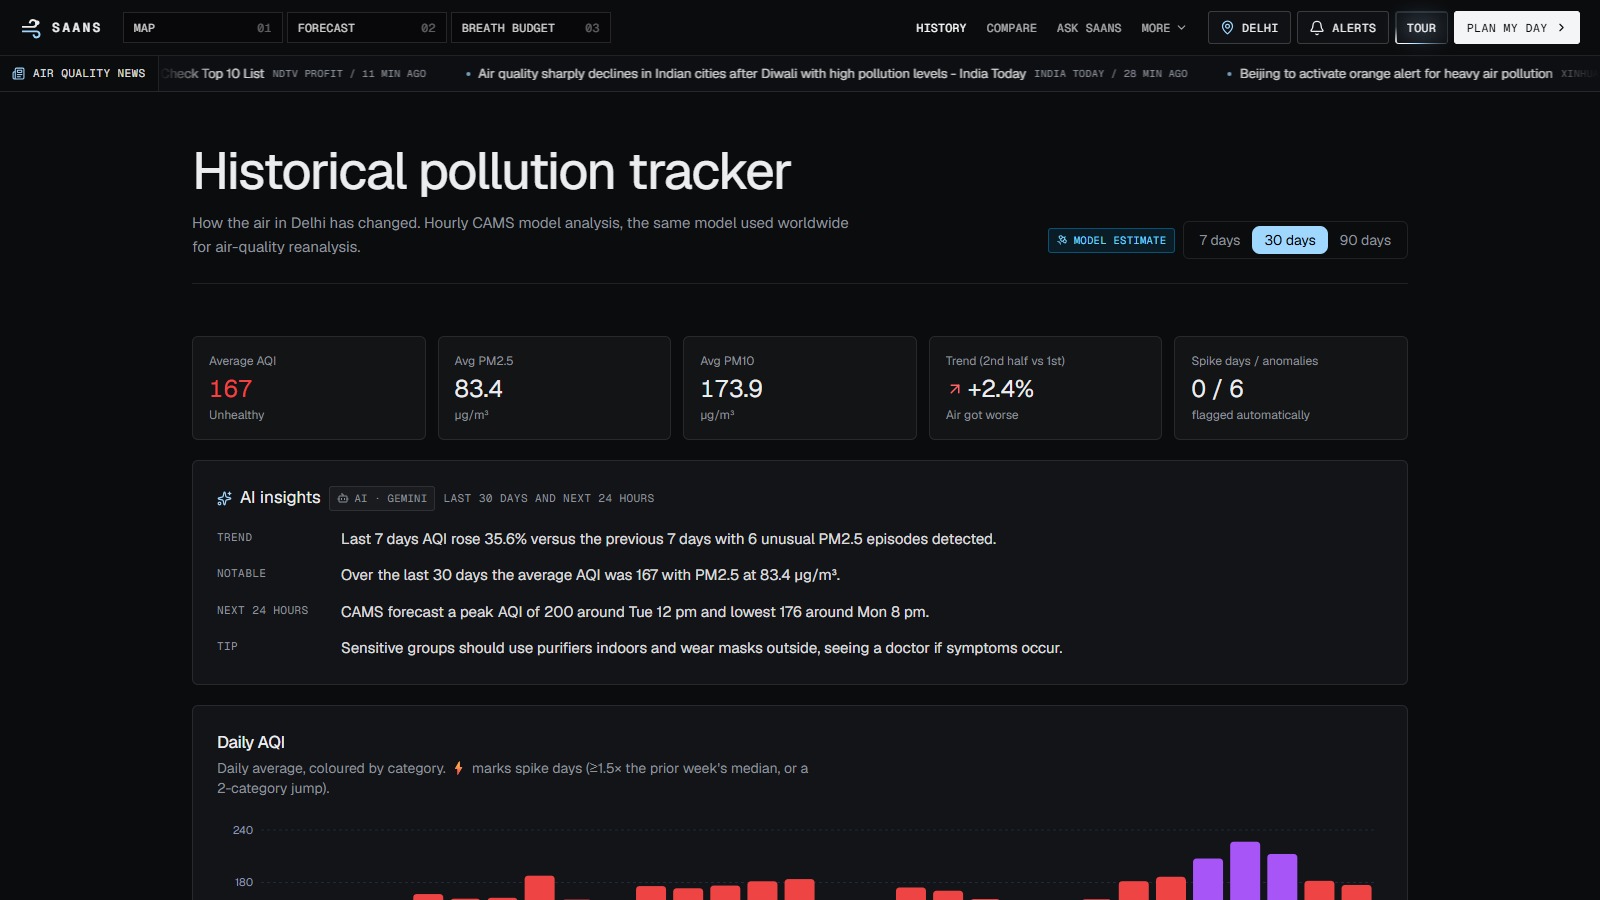 SAANS
MAP 01
FORECAST 02
BREATH BUDGET 03
HISTORY
COMPARE
ASK SAANS
MORE
DELHI
ALERTS
TOUR
PLAN MY DAY
AIR QUALITY NEWS
Check Top 10 List NDTV PROFIT / 11 MIN AGO
• Air quality sharply declines in Indian cities after Diwali with high pollution levels - India Today INDIA TODAY / 28 MIN AGO
• Beijing to activate orange alert for heavy air pollution
Historical pollution tracker
How the air in Delhi has changed. Hourly CAMS model analysis, the same model used worldwide
for air-quality reanalysis.
MODEL ESTIMATE
7 days
30 days
90 days
Average AQI
167
Unhealthy
Avg PM2.5
83.4
µg/m³
Avg PM10
173.9
µg/m³
Trend (2nd half vs 1st)
+2.4%
Air got worse
Spike days / anomalies
0 / 6
flagged automatically
AI insights AI · GEMINI LAST 30 DAYS AND NEXT 24 HOURS
TREND Last 7 days AQI rose 35.6% versus the previous 7 days with 6 unusual PM2.5 episodes detected.
NOTABLE Over the last 30 days the average AQI was 167 with PM2.5 at 83.4 µg/m³.
NEXT 24 HOURS CAMS forecast a peak AQI of 200 around Tue 12 pm and lowest 176 around Mon 8 pm.
TIP Sensitive groups should use purifiers indoors and wear masks outside, seeing a doctor if symptoms occur.
Daily AQI
Daily average, coloured by category. ⚡ marks spike days (≥1.5× the prior week's median, or a
2-category jump).
240
180